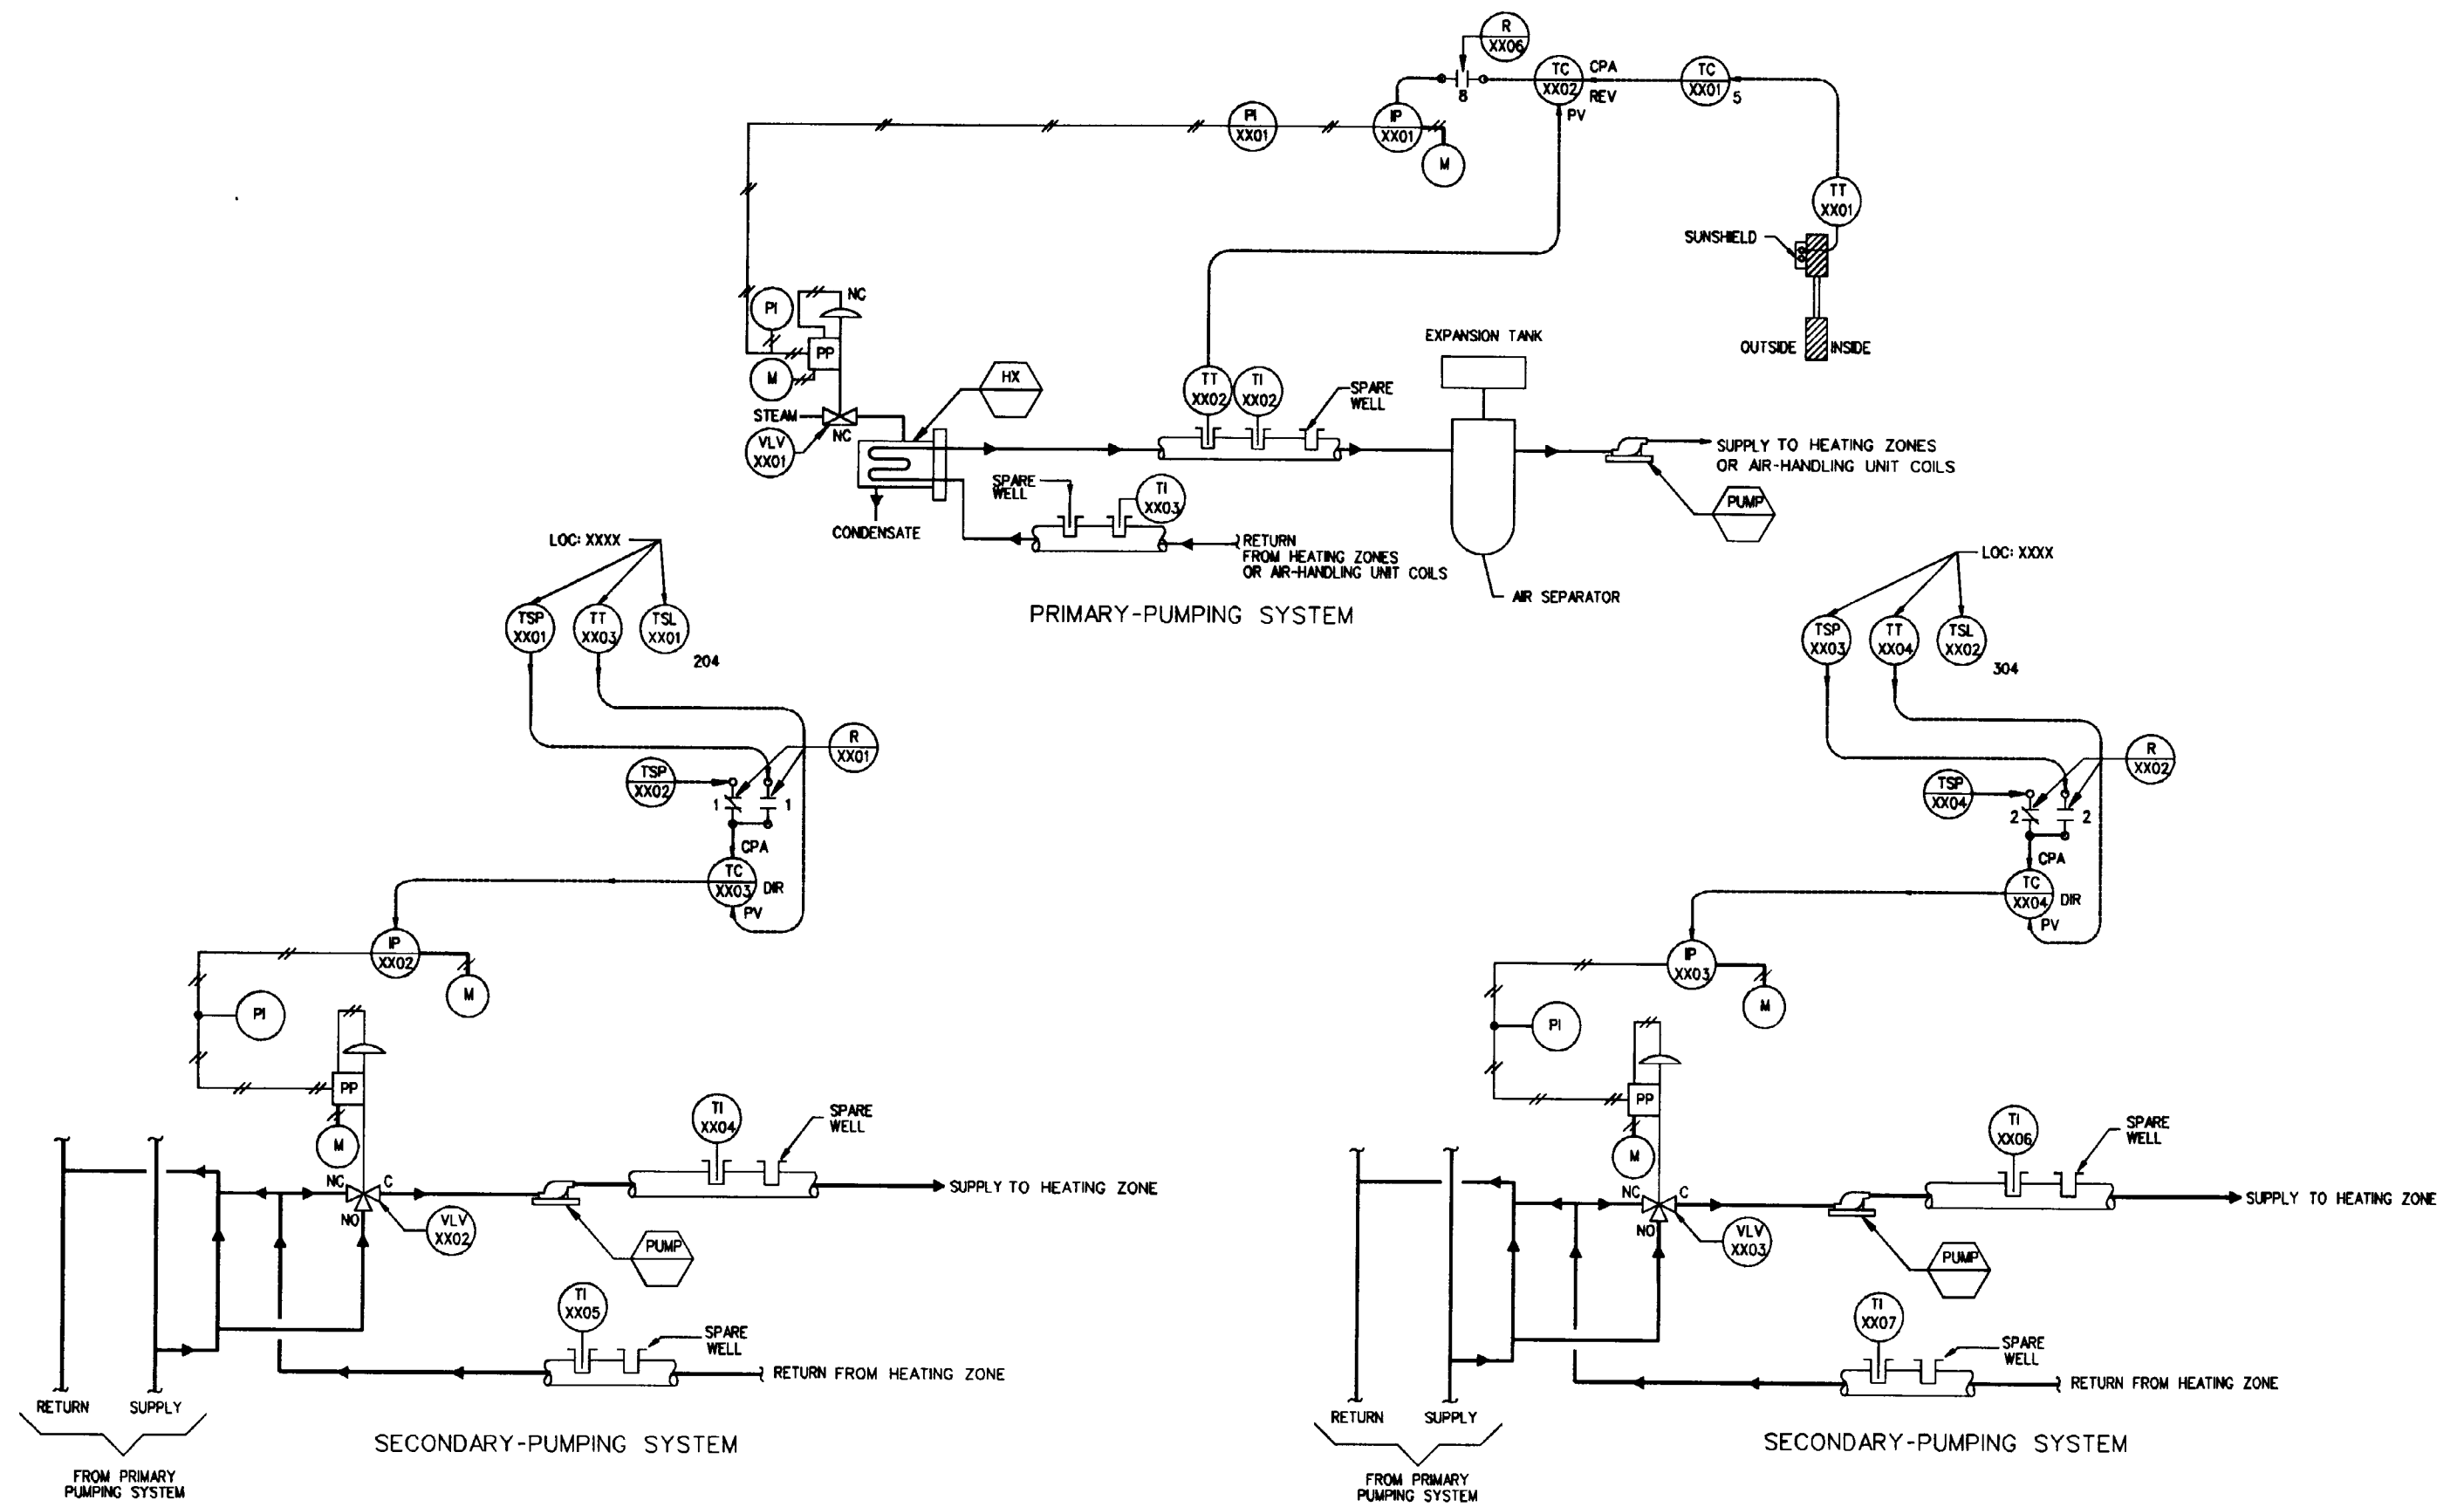 R
XX06
TC
XX02
CPA
REV
PV
TC
XX01
5
8
PI
XX01
IP
XX01
M
TT
XX01
SUNSHIELD
OUTSIDE
INSIDE
NC
PI
PP
M
STEAM
NC
VLV
XX01
HX
TT
XX02
TI
XX02
SPARE
WELL
EXPANSION TANK
SUPPLY TO HEATING ZONES
OR AIR-HANDLING UNIT COILS
PUMP
SPARE
WELL
TI
XX03
CONDENSATE
RETURN
FROM HEATING ZONES
OR AIR-HANDLING UNIT COILS
AIR SEPARATOR
PRIMARY-PUMPING SYSTEM
LOC: XXXX
TSP
XX01
TT
XX03
TSL
XX01
204
R
XX01
TSP
XX02
1
1
CPA
TC
XX03
DIR
PV
IP
XX02
M
PI
PP
M
NC
C
NO
VLV
XX02
TI
XX04
SPARE
WELL
SUPPLY TO HEATING ZONE
PUMP
TI
XX05
SPARE
WELL
RETURN FROM HEATING ZONE
RETURN
SUPPLY
FROM PRIMARY
PUMPING SYSTEM
SECONDARY-PUMPING SYSTEM
LOC: XXXX
TSP
XX03
TT
XX04
TSL
XX02
304
R
XX02
TSP
XX04
2
2
CPA
TC
XX04
DIR
PV
IP
XX03
M
PI
PP
M
NC
C
NO
VLV
XX03
TI
XX06
SPARE
WELL
SUPPLY TO HEATING ZONE
PUMP
TI
XX07
SPARE
WELL
RETURN FROM HEATING ZONE
RETURN
SUPPLY
FROM PRIMARY
PUMPING SYSTEM
SECONDARY-PUMPING SYSTEM